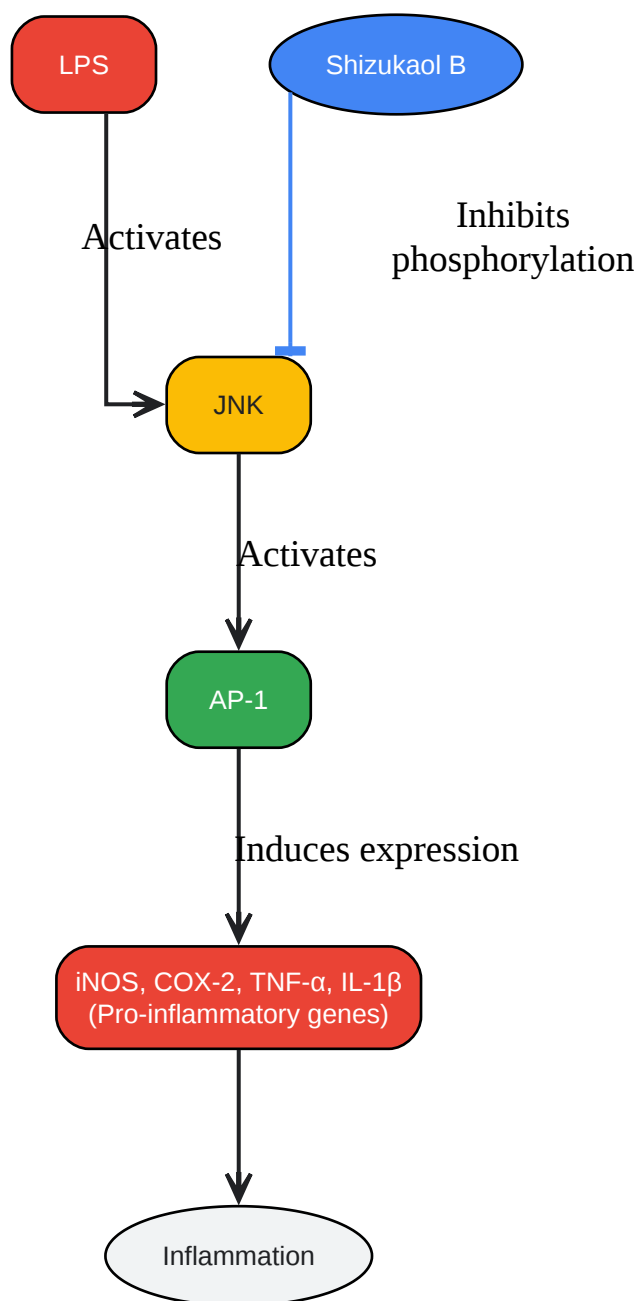 LPS
Shizukaol B
Activates
Inhibits
phosphorylation
JNK
Activates
AP-1
Induces expression
iNOS, COX-2, TNF-α, IL-1β
(Pro-inflammatory genes)
Inflammation